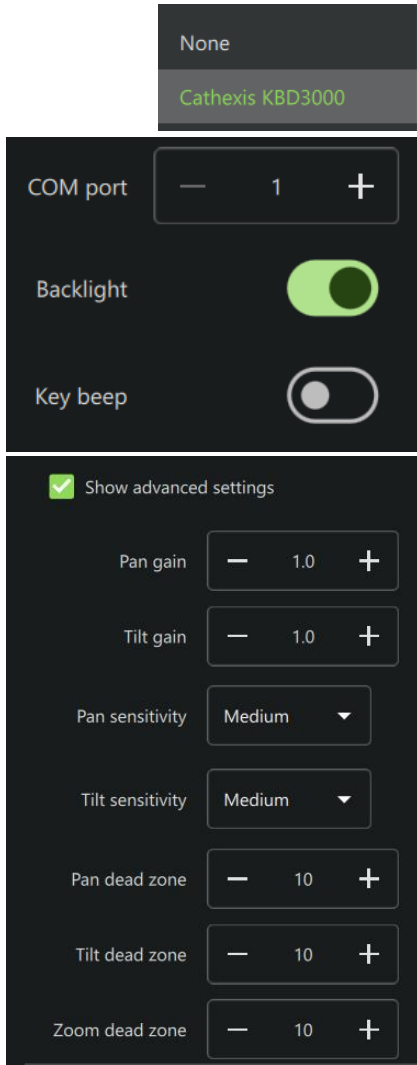 None
Cathexis KBD3000
COM port 1
Backlight
Key beep
Show advanced settings
Pan gain 1.0
Tilt gain 1.0
Pan sensitivity Medium
Tilt sensitivity Medium
Pan dead zone 10
Tilt dead zone 10
Zoom dead zone 10